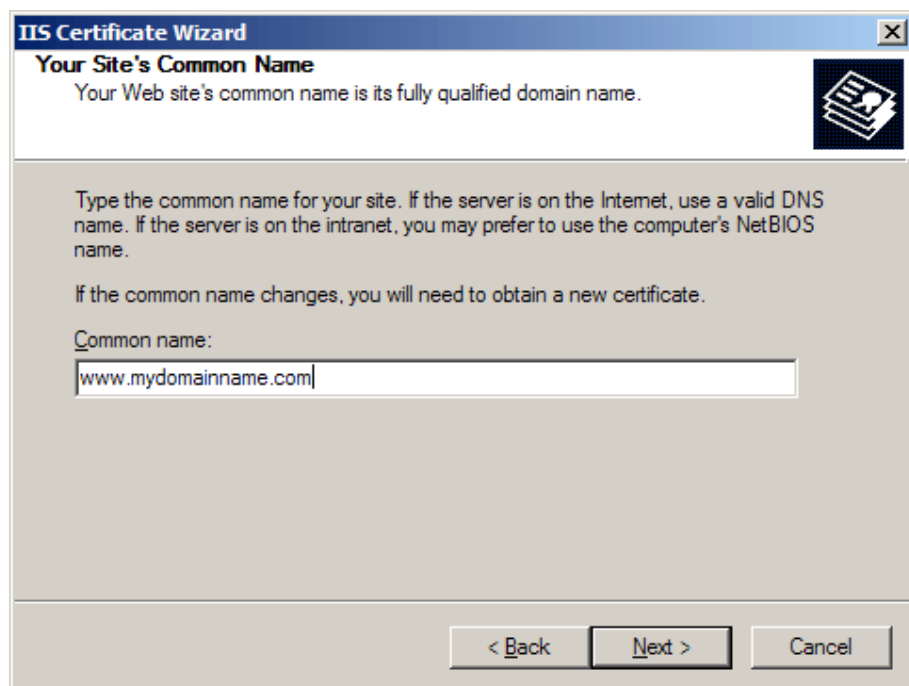 IIS Certificate Wizard
Your Site's Common Name
Your Web site's common name is its fully qualified domain name.
Type the common name for your site. If the server is on the Internet, use a valid DNS
name. If the server is on the intranet, you may prefer to use the computer's NetBIOS
name.
If the common name changes, you will need to obtain a new certificate.
Common name:
www.mydomainname.com
< Back Next > Cancel